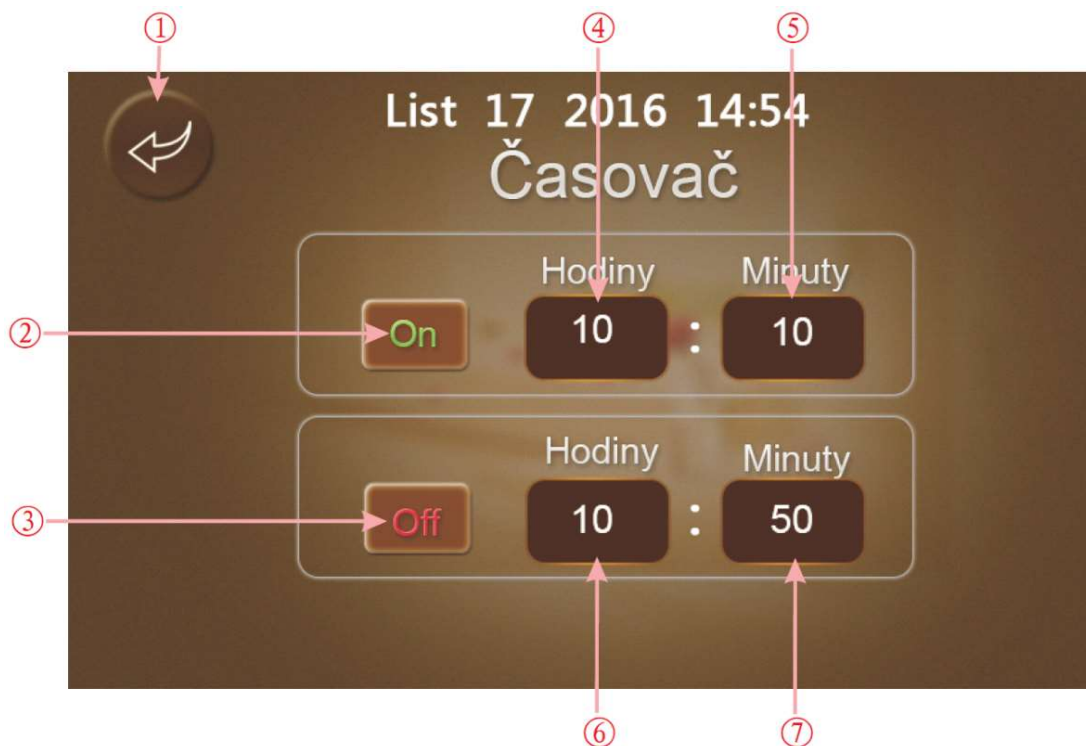 ① ④ ⑤
List 17 2016 14:54
Časovač
Hodiny Minuty
② On 10 : 10
Hodiny Minuty
③ Off 10 : 50
⑥ ⑦